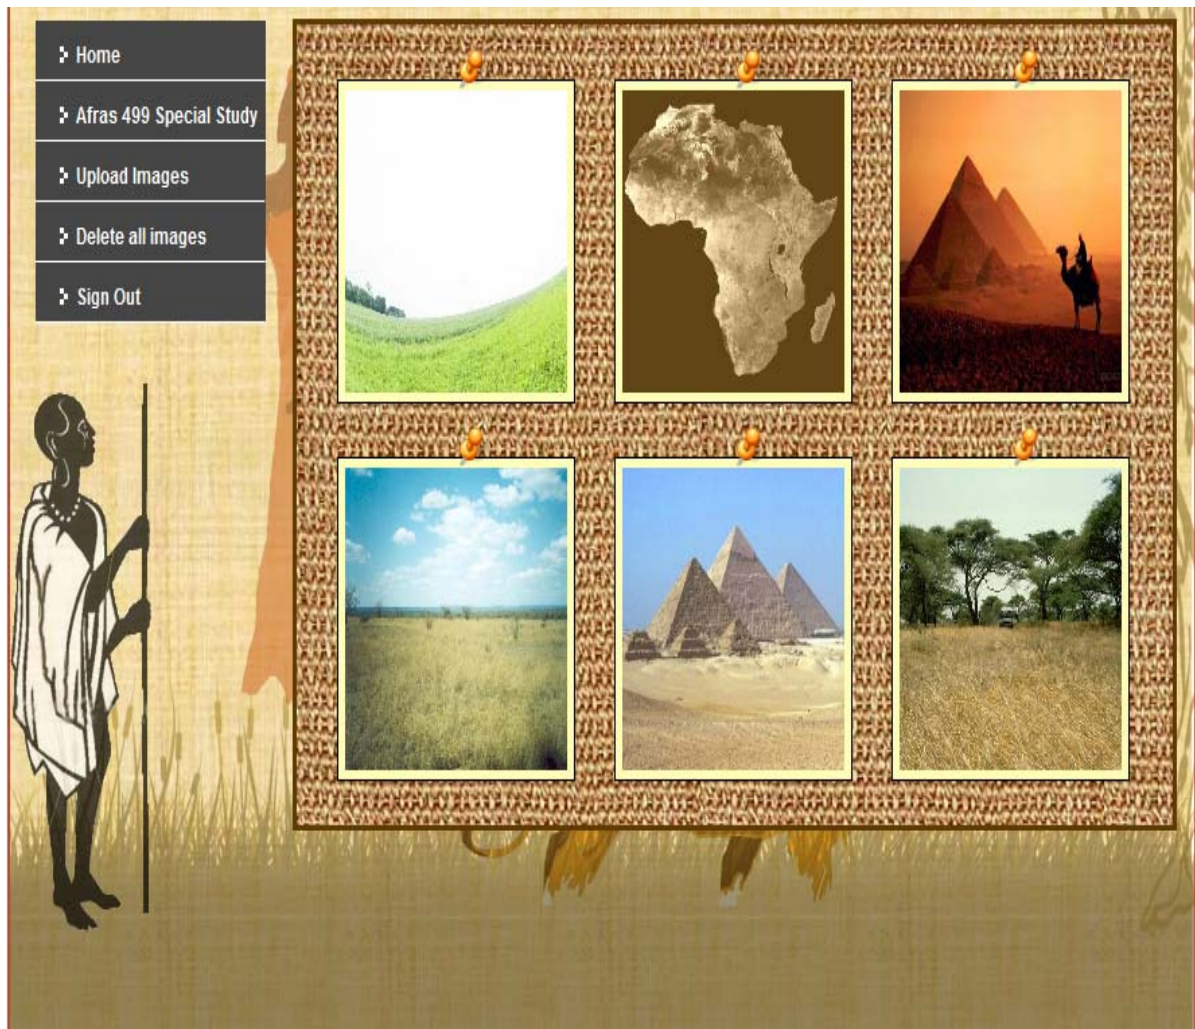 Home
Afras 499 Special Study
Upload Images
Delete all images
Sign Out